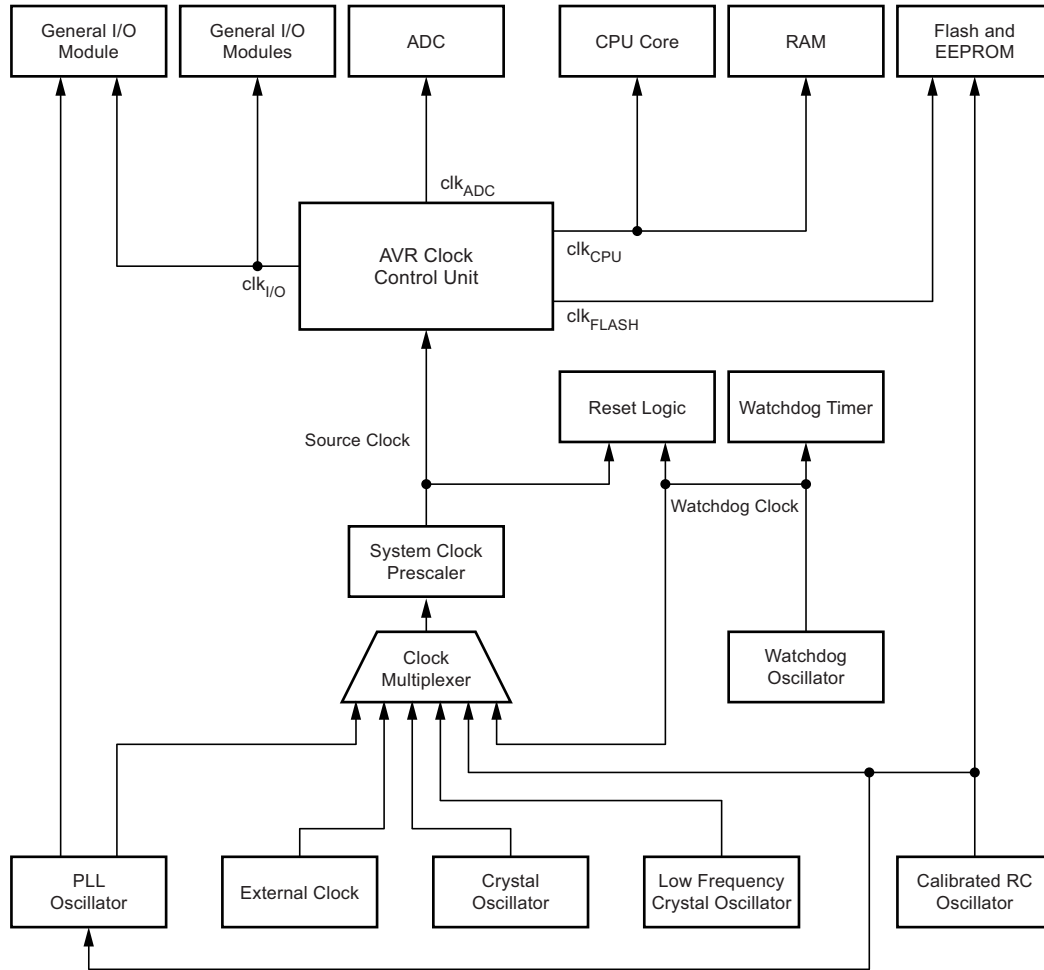 General I/O
Module
General I/O
Modules
ADC
CPU Core
RAM
Flash and
EEPROM
clkADC
AVR Clock
Control Unit
clkI/O
clkCPU
clkFLASH
Reset Logic
Watchdog Timer
Source Clock
Watchdog Clock
System Clock
Prescaler
Clock
Multiplexer
Watchdog
Oscillator
PLL
Oscillator
External Clock
Crystal
Oscillator
Low Frequency
Crystal Oscillator
Calibrated RC
Oscillator